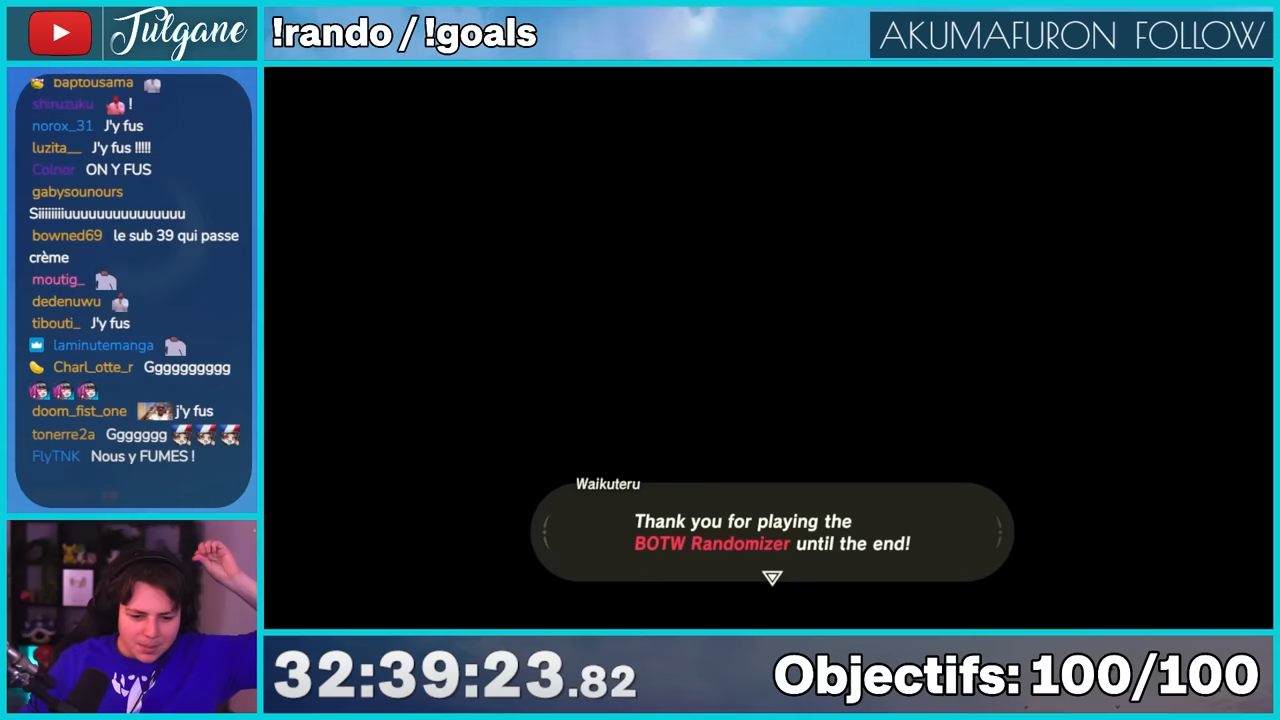 Julgane
!rando / !goals
AKUMAFURON FOLLOW
baptousama
shiruzuku !
norox_31 J'y fus
luzita__ J'y fus !!!!!
Colnor ON Y FUS
gabysounours
Siiiiiiiiuuuuuuuuuuuuuuu
bowned69 le sub 39 qui passe
crème
moutig_
dedenuwu
tibouti_ J'y fus
laminutemanga
Charl_otte_r Gggggggggg
doom_fist_one j'y fus
tonerre2a Ggggggg
FlyTNK Nous y FUMES !
Waikuteru
Thank you for playing the
BOTW Randomizer until the end!
32:39:23.82
Objectifs: 100/100